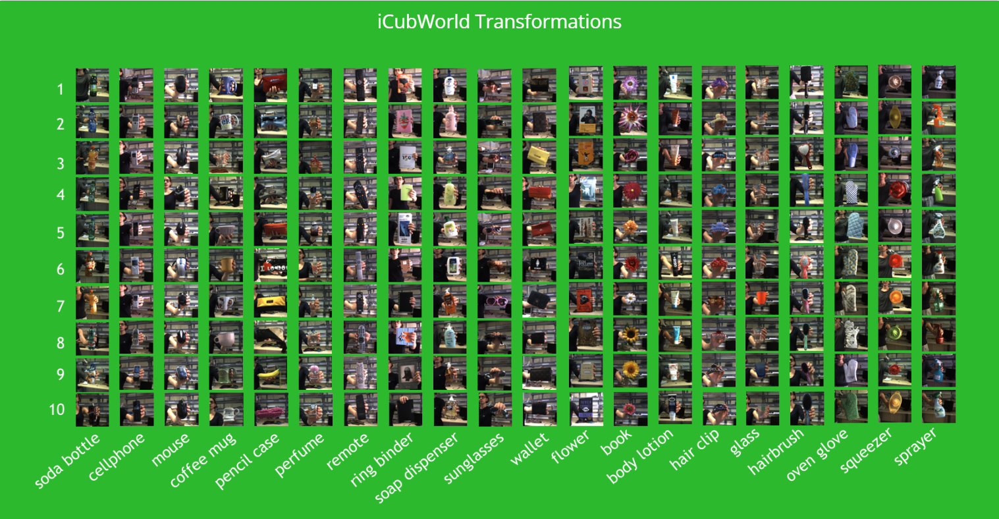 iCubWorld Transformations
1
2
3
4
5
6
7
8
9
10
soda bottle
cellphone
mouse
coffee mug
pencil case
perfume
remote
ring binder
soap dispenser
sunglasses
wallet
flower
book
body lotion
hair clip
glass
hairbrush
oven glove
squeezer
sprayer